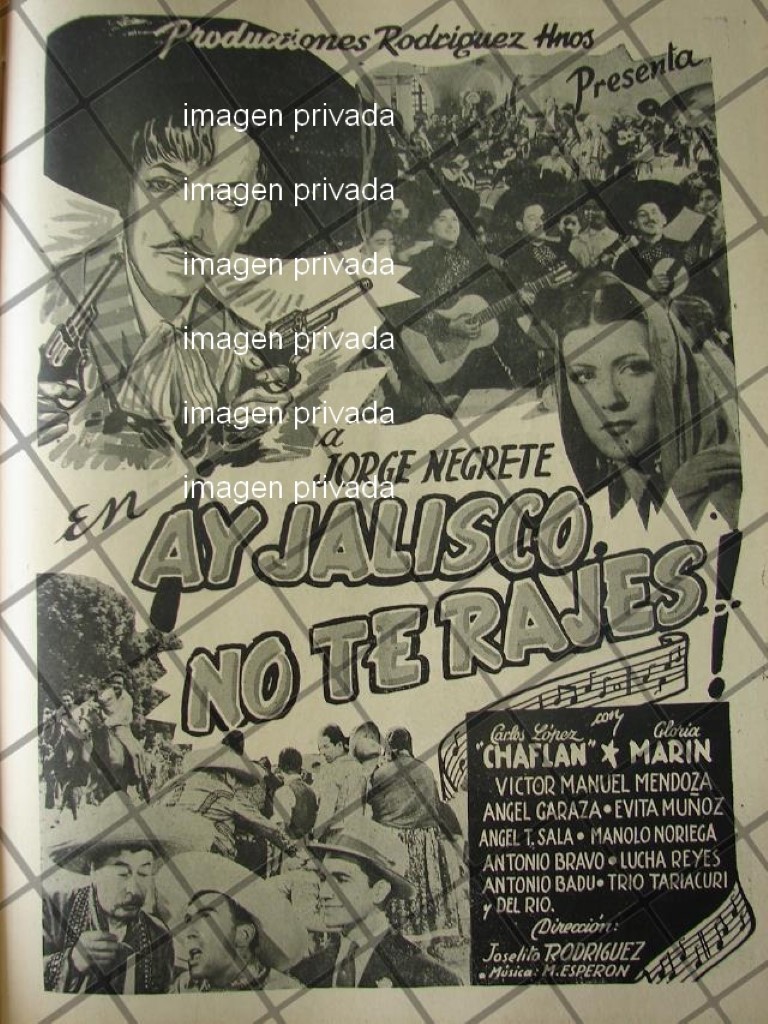 Producciones Rodriguez Hnos
Presenta
imagen privada
imagen privada
imagen privada
imagen privada
imagen privada
a
JORGE NEGRETE
imagen privada
EN
¡AY JALISCO,
NO TE RAJES!
con
Carlos López Gloria
"CHAFLAN" ★ MARIN
VICTOR MANUEL MENDOZA
ANGEL GARAZA • EVITA MUÑOZ
ANGEL T. SALA • MANOLO NORIEGA
ANTONIO BRAVO • LUCHA REYES
ANTONIO BADU • TRIO TARIACURI
y DEL RIO.
Dirección:
Joselito RODRIGUEZ
• Música: M. ESPERON